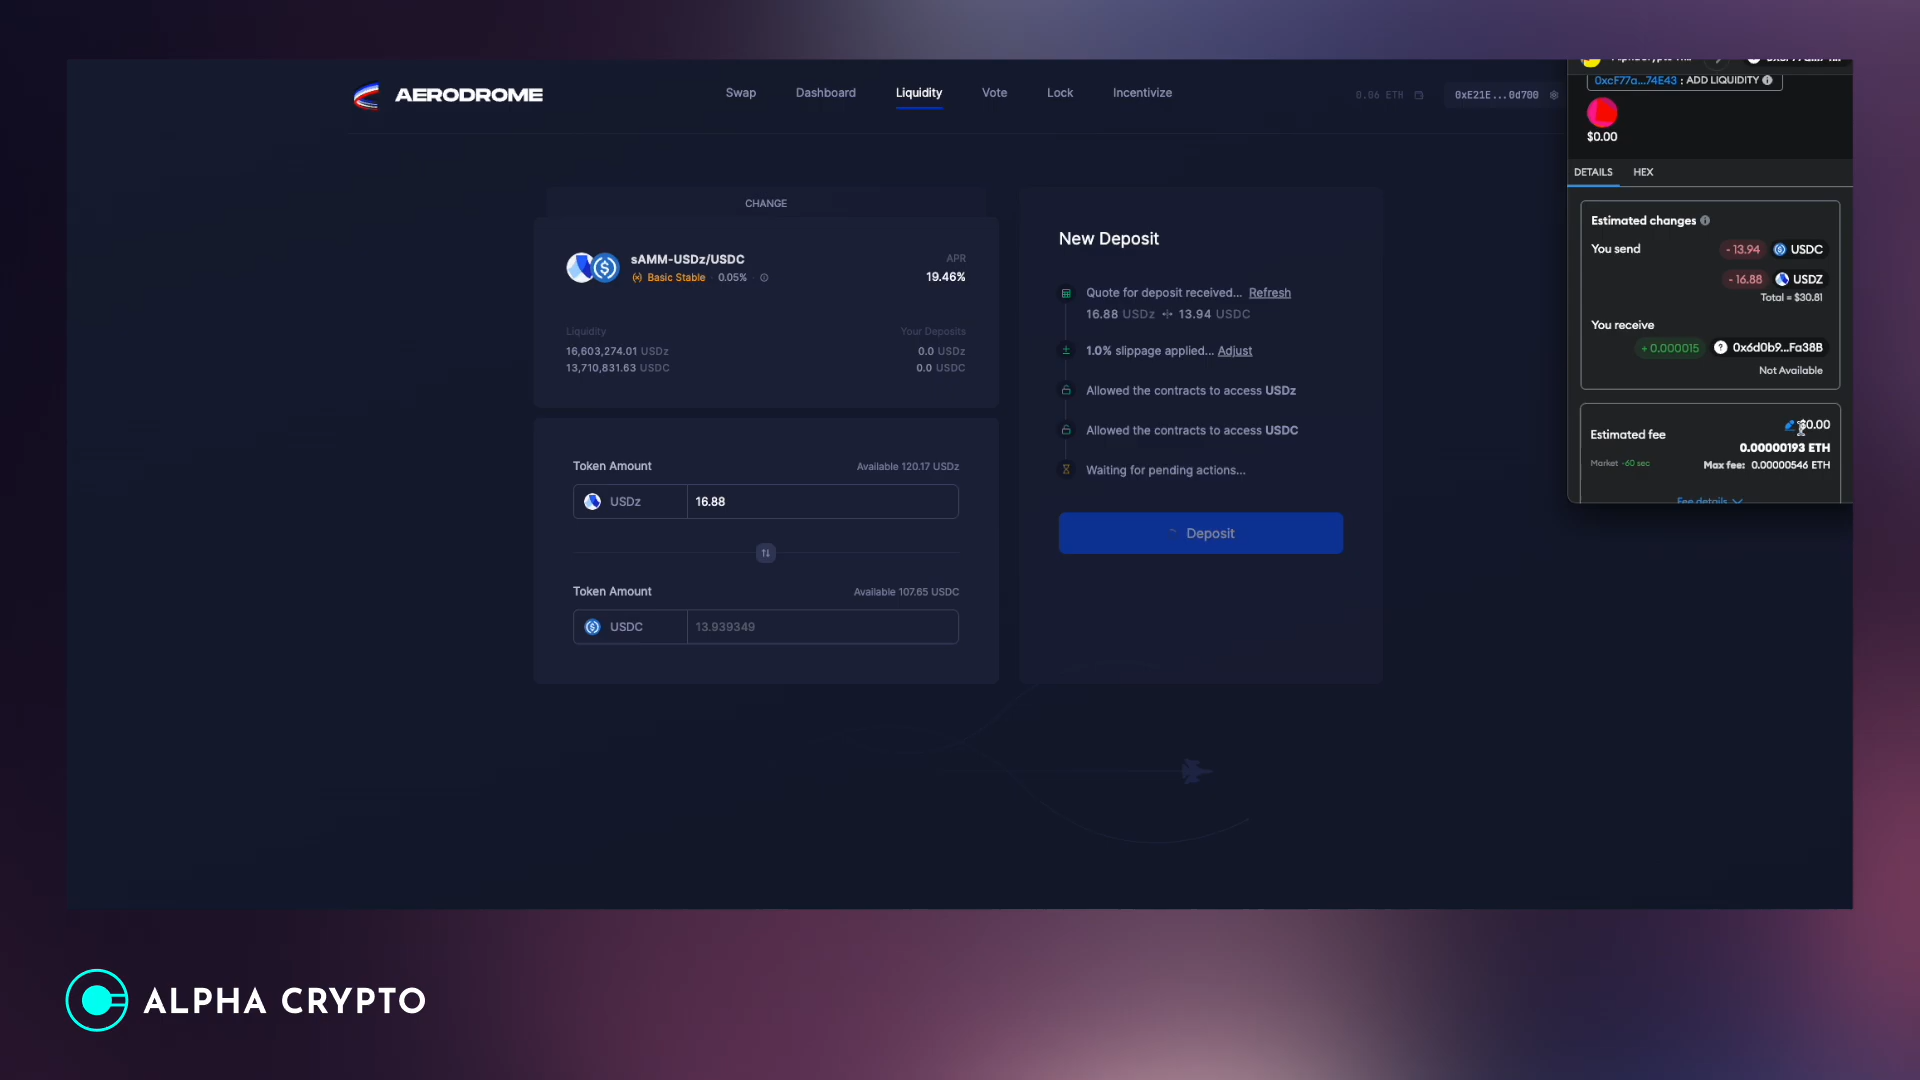 AERODROME
Swap
Dashboard
Liquidity
Vote
Lock
Incentivize
0.06 ETH
0xE21E...0d700
CHANGE
sAMM-USDz/USDC
Basic Stable · 0.05%
APR
19.46%
Liquidity
16,603,274.01 USDz
13,710,831.63 USDC
Your Deposits
0.0 USDz
0.0 USDC
Token Amount
Available 120.17 USDz
USDz
16.88
Token Amount
Available 107.65 USDC
USDC
13.939349
New Deposit
Quote for deposit received... Refresh
16.88 USDz 13.94 USDC
1.0% slippage applied... Adjust
Allowed the contracts to access USDz
Allowed the contracts to access USDC
Waiting for pending actions...
Deposit
0xcF77a...74E43 : ADD LIQUIDITY
$0.00
DETAILS
HEX
Estimated changes
You send
- 13.94 USDC
- 16.88 USDZ
Total = $30.81
You receive
+ 0.000015 0x6d0b9...Fa38B
Not Available
Estimated fee
$0.00
0.00000193 ETH
Market ~60 sec
Max fee: 0.00000546 ETH
Fee details
ALPHA CRYPTO